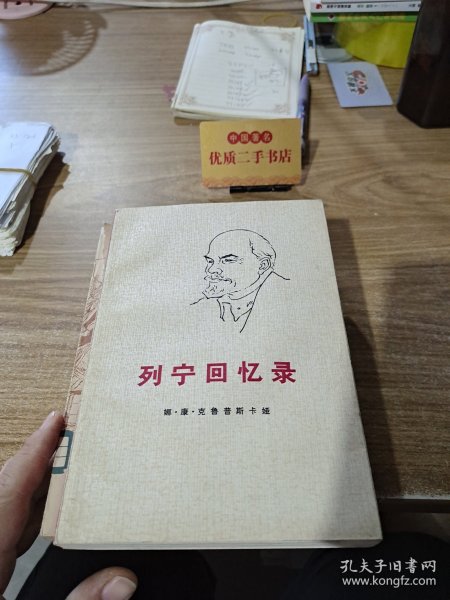 中国著名
优质二手书店
列宁回忆录
娜·康·克鲁普斯卡娅
孔夫子旧书网
www.kongfz.com